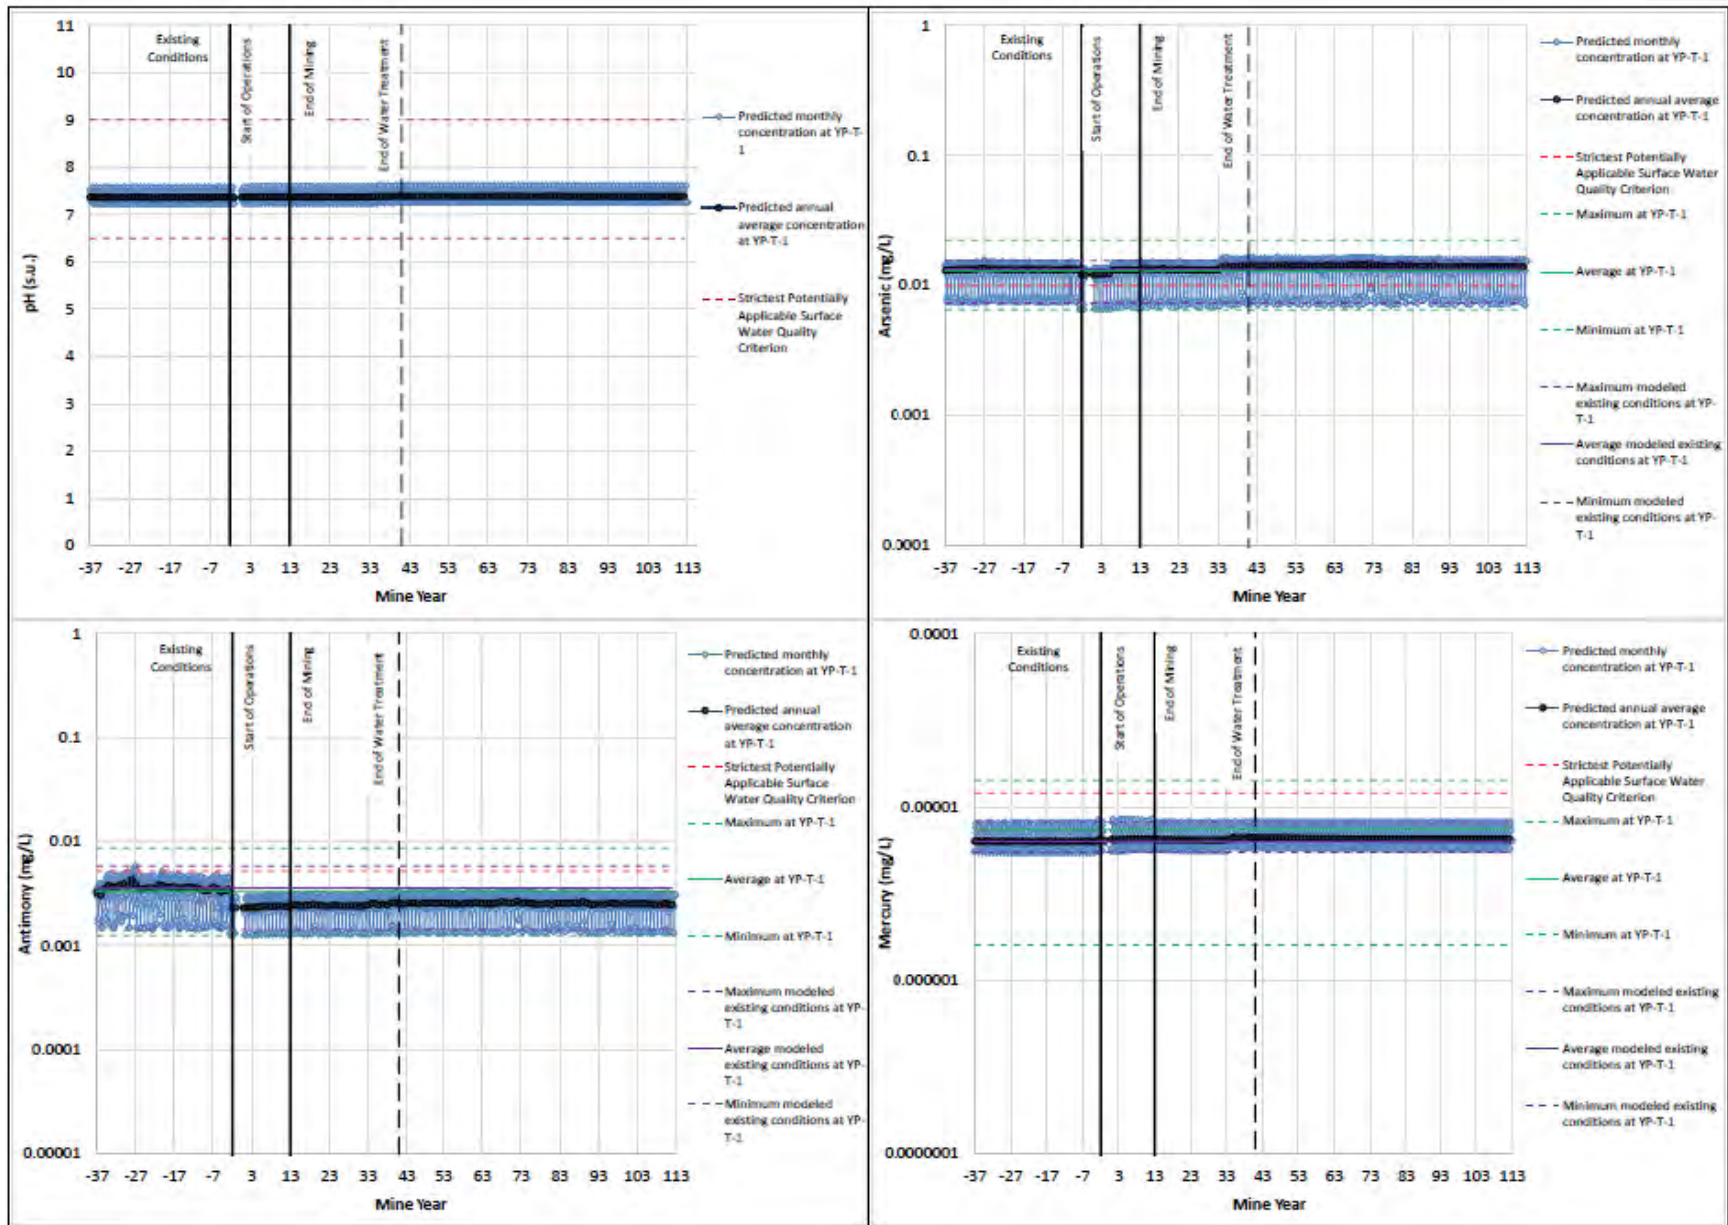 11
10
9
8
7
6
5
4
3
2
1
0
pH (s.u.)
Existing
Conditions
Start of Operations
End of Mining
End of Water Treatment
-37 -27 -17 -7 3 13 23 33 43 53 63 73 83 93 103 113
Mine Year
Predicted monthly
concentration at YP-T-
1
Predicted annual
average concentration
at YP-T-1
Strictest Potentially
Applicable Surface
Water Quality
Criterion
1
0.1
0.01
0.001
0.0001
Arsenic (mg/L)
Existing
Conditions
Start of Operations
End of Mining
End of Water Treatment
-37 -27 -17 -7 3 13 23 33 43 53 63 73 83 93 103 113
Mine Year
Predicted monthly
concentration at YP-T-1
Predicted annual average
concentration at YP-T-1
Strictest Potentially
Applicable Surface Water
Quality Criterion
Maximum at YP-T-1
Average at YP-T-1
Minimum at YP-T-1
Maximum modeled
existing conditions at YP-
T-1
Average modeled existing
conditions at YP-T-1
Minimum modeled
existing conditions at YP-
T-1
1
0.1
0.01
0.001
0.0001
0.00001
Antimony (mg/L)
Existing
Conditions
Start of Operations
End of Mining
End of Water Treatment
-37 -27 -17 -7 3 13 23 33 43 53 63 73 83 93 103 113
Mine Year
Predicted monthly
concentration at YP-T-1
Predicted annual
average concentration
at YP-T-1
Strictest Potentially
Applicable Surface
Water Quality Criterion
Maximum at YP-T-1
Average at YP-T-1
Minimum at YP-T-1
Maximum modeled
existing conditions at YP-
T-1
Average modeled
existing conditions at YP-
T-1
Minimum modeled
existing conditions at YP-
T-1
0.0001
0.00001
0.000001
0.0000001
Mercury (mg/L)
Existing
Conditions
Start of Operations
End of Mining
End of Water Treatment
-37 -27 -17 -7 3 13 23 33 43 53 63 73 83 93 103 113
Mine Year
Predicted monthly
concentration at YP-T-1
Predicted annual average
concentration at YP-T-1
Strictest Potentially
Applicable Surface Water
Quality Criterion
Maximum at YP-T-1
Average at YP-T-1
Minimum at YP-T-1
Maximum modeled
existing conditions at YP-T-1
Average modeled existing
conditions at YP-T-1
Minimum modeled
existing conditions at YP-T-1